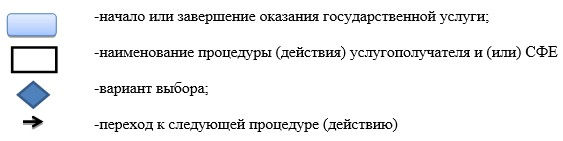 -начало или завершение оказания государственной услуги;
-наименование процедуры (действия) услугополучателя и (или) СФЕ
-вариант выбора;
-переход к следующей процедуре (действию)